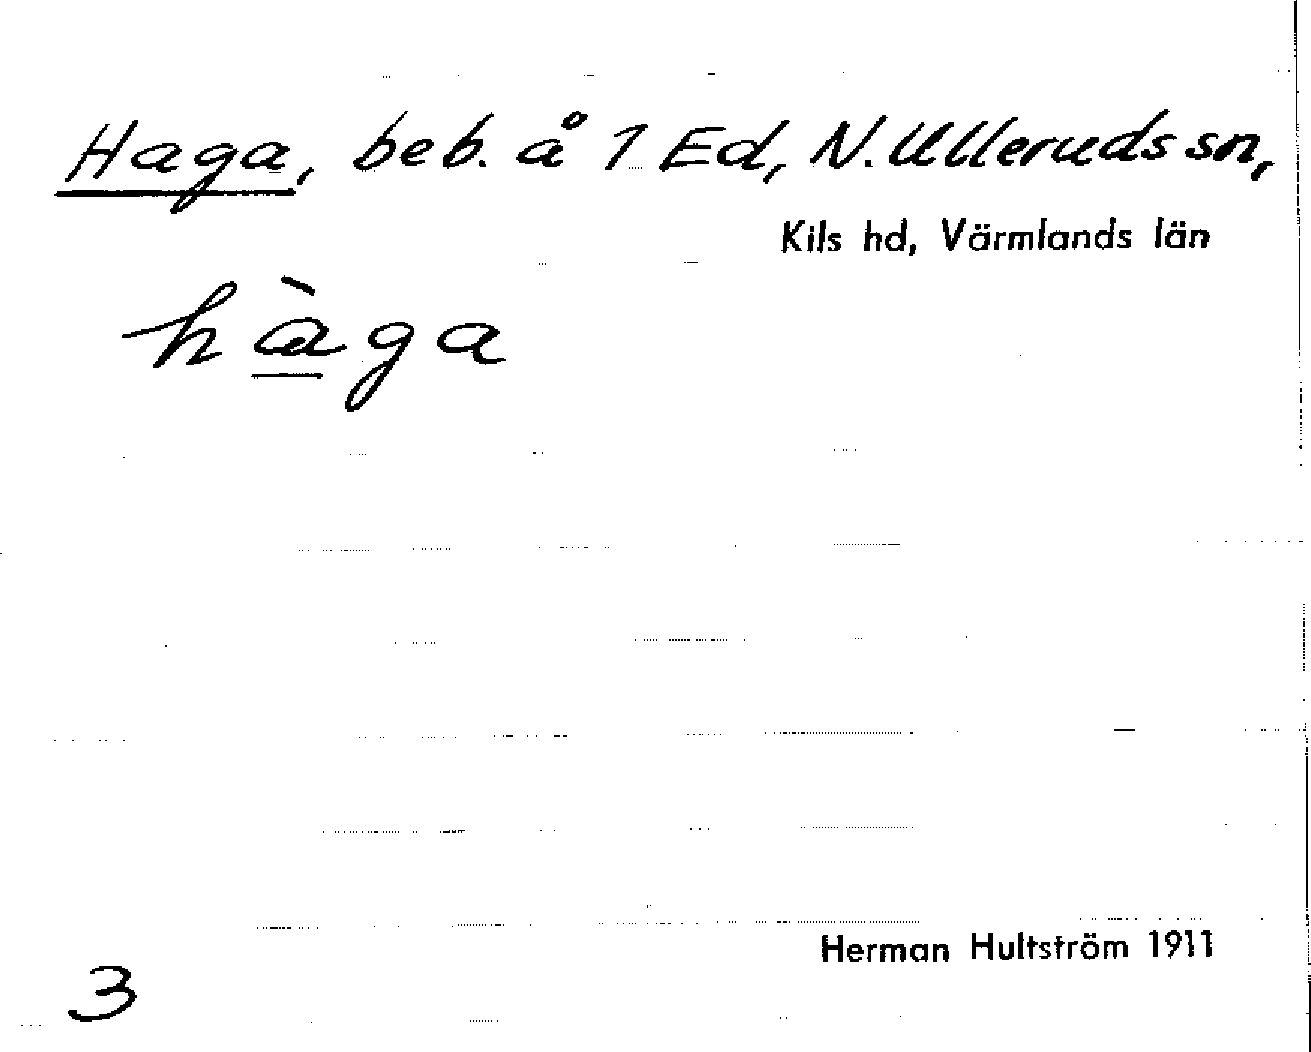 Haga, beb. å 1 Ed, N. Ulleruds sn,
Kils hd, Värmlands län
hàga
Herman Hultström 1911
3